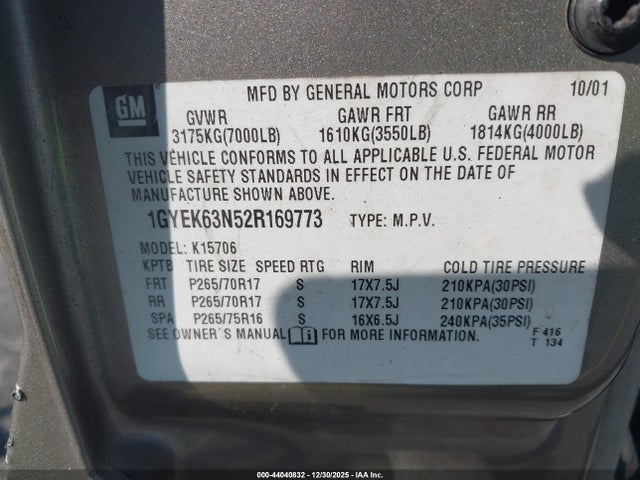 GM
MFD BY GENERAL MOTORS CORP 10/01
GVWR GAWR FRT GAWR RR
3175KG(7000LB) 1610KG(3550LB) 1814KG(4000LB)
THIS VEHICLE CONFORMS TO ALL APPLICABLE U.S. FEDERAL MOTOR
VEHICLE SAFETY STANDARDS IN EFFECT ON THE DATE OF
MANUFACTURE SHOWN ABOVE.
1GYEK63N52R169773 TYPE: M.P.V.
MODEL: K15706
KPTB TIRE SIZE SPEED RTG RIM COLD TIRE PRESSURE
FRT P265/70R17 S 17X7.5J 210KPA(30PSI)
RR P265/70R17 S 17X7.5J 210KPA(30PSI)
SPA P265/75R16 S 16X6.5J 240KPA(35PSI)
SEE OWNER'S MANUAL FOR MORE INFORMATION. F 416
T 134
000-44040832 - 12/30/2025 - IAA Inc.